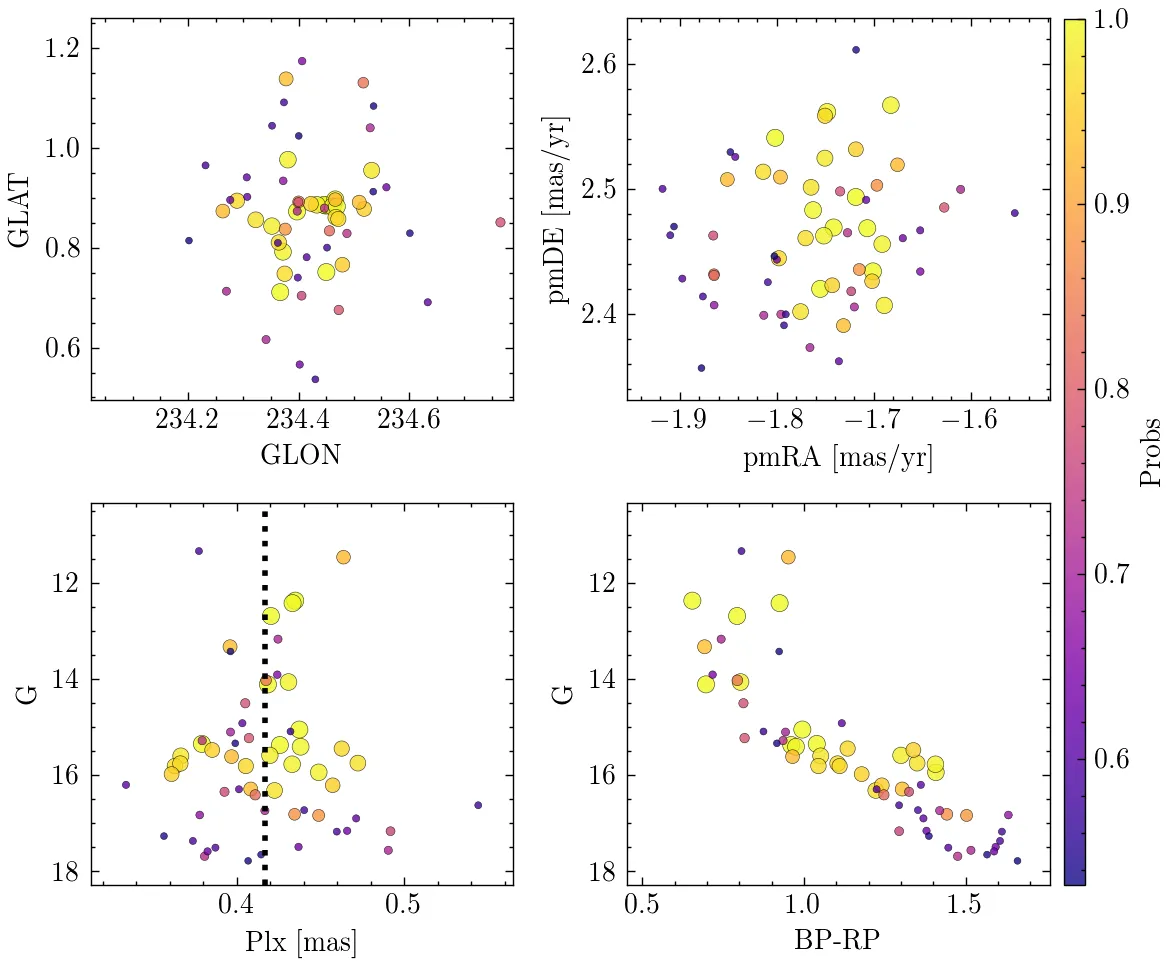 1.2
1.0
0.8
0.6
GLAT
234.2 234.4 234.6
GLON
2.6
2.5
2.4
pmDE [mas/yr]
−1.9 −1.8 −1.7 −1.6
pmRA [mas/yr]
12
14
16
18
G
0.4 0.5
Plx [mas]
12
14
16
18
G
0.5 1.0 1.5
BP-RP
1.0
0.9
0.8
0.7
0.6
Probs